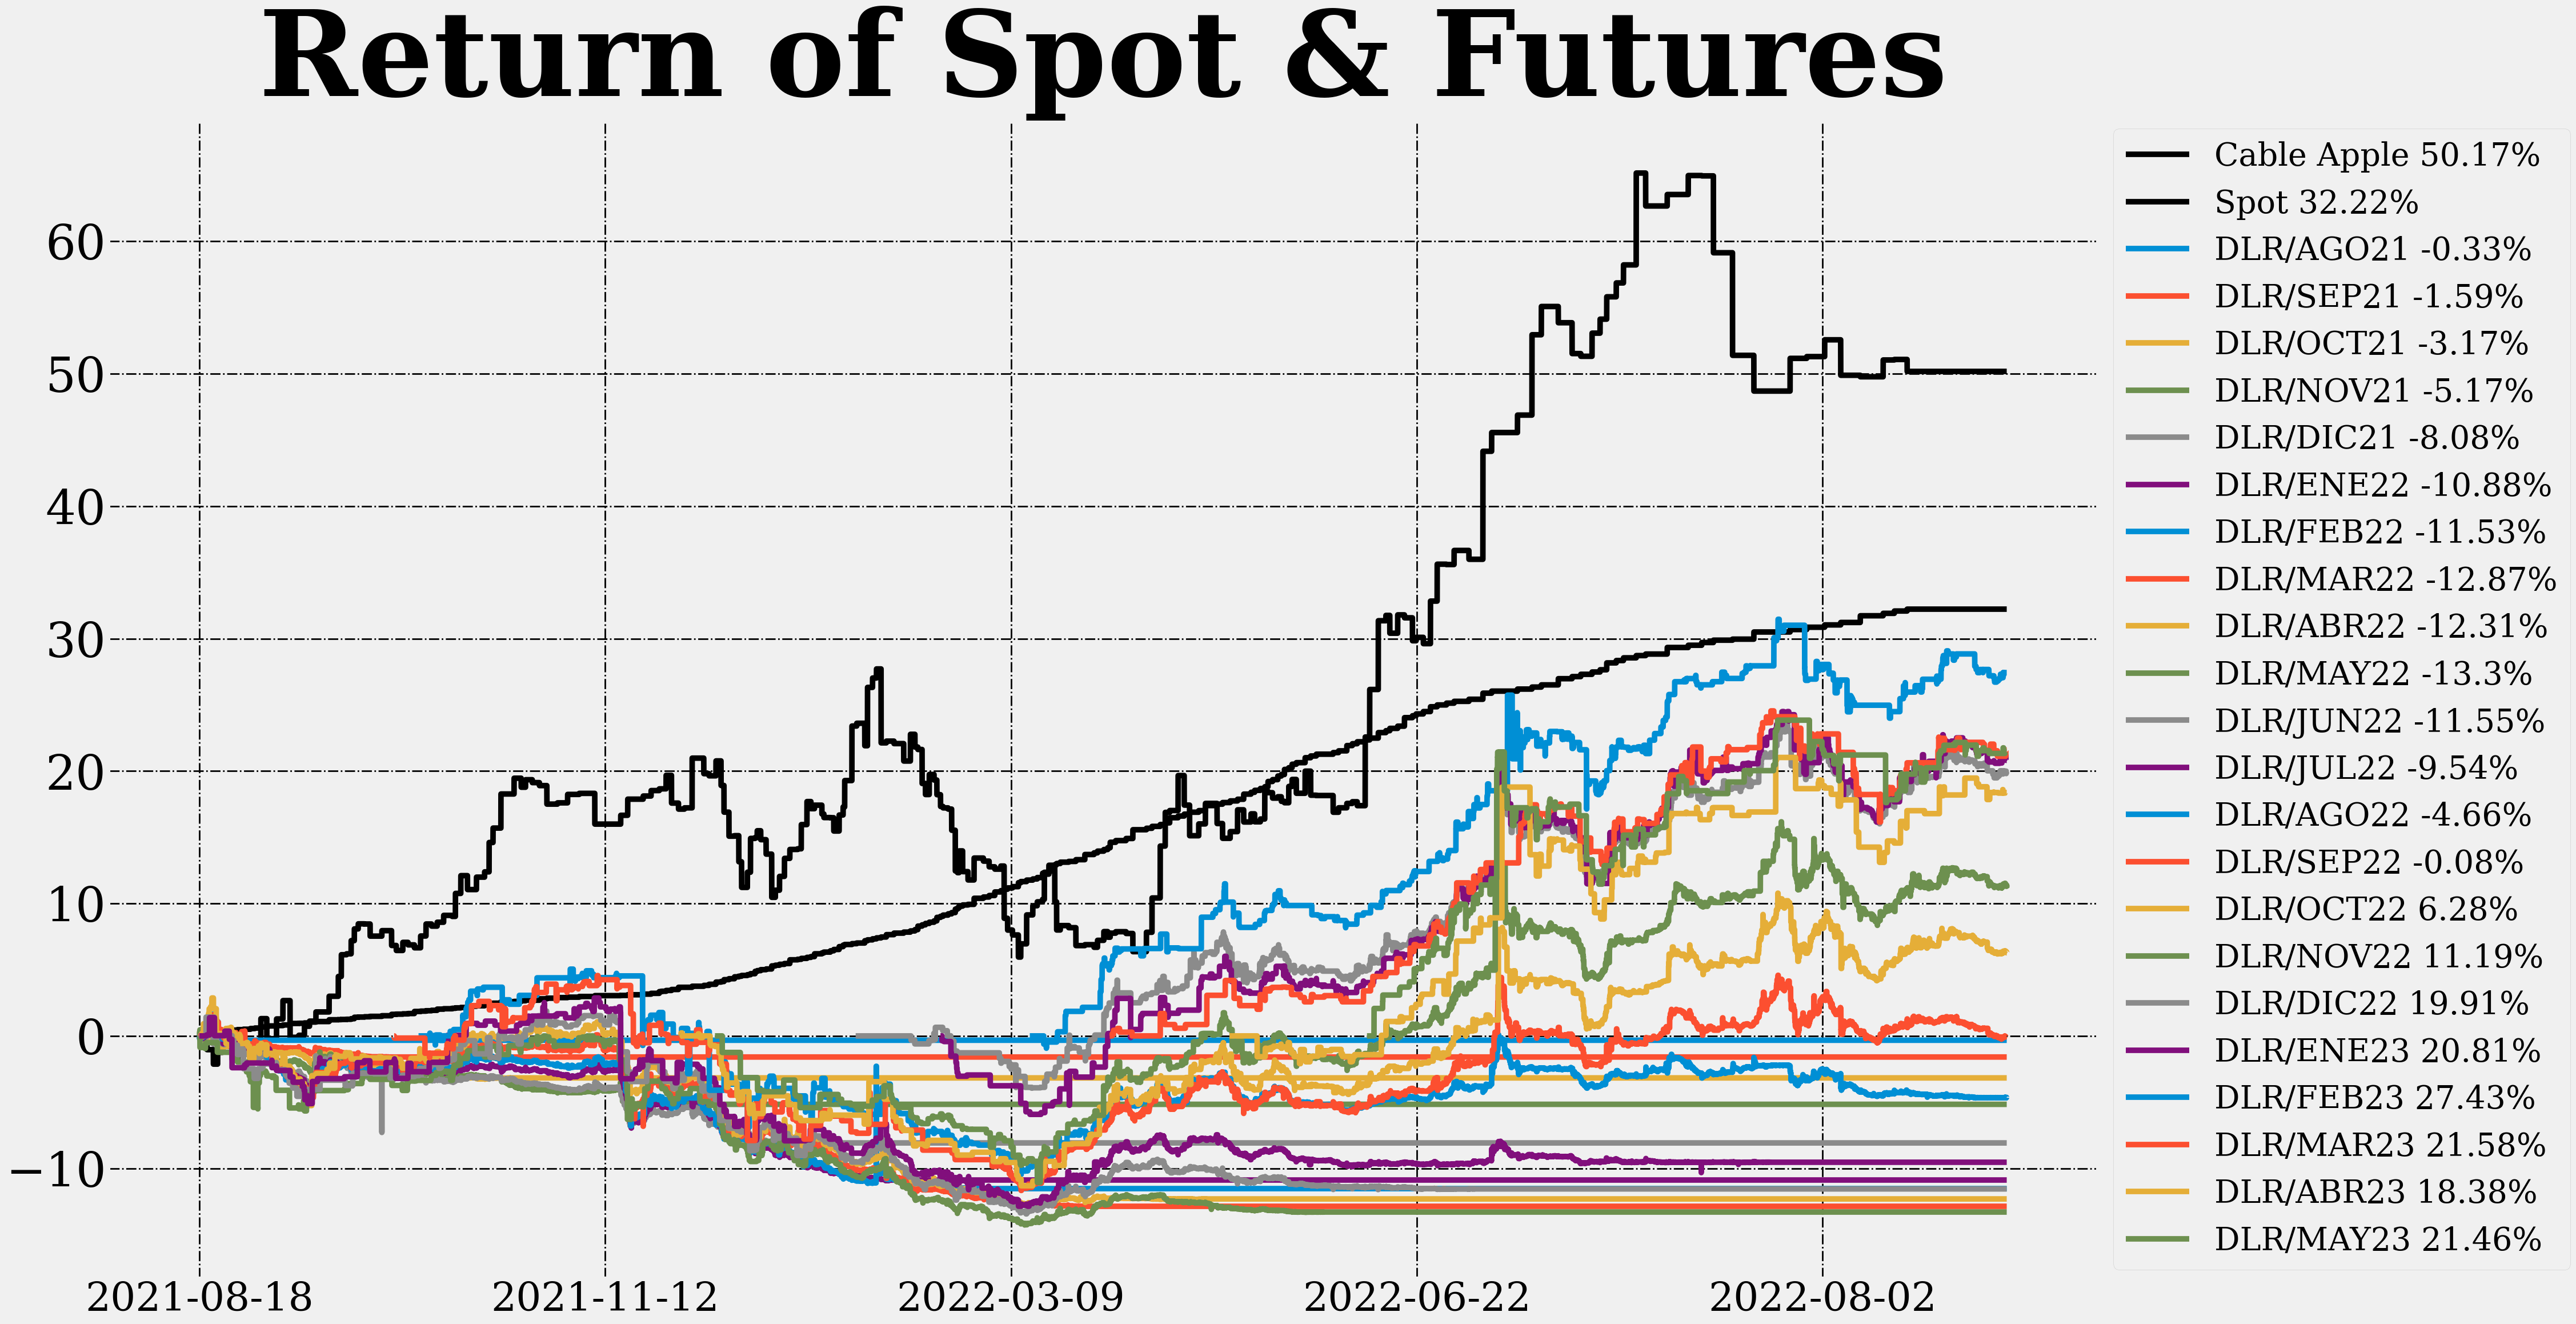 Return of Spot & Futures
60
50
40
30
20
10
0
−10
2021-08-18
2021-11-12
2022-03-09
2022-06-22
2022-08-02
Cable Apple 50.17%
Spot 32.22%
DLR/AGO21 -0.33%
DLR/SEP21 -1.59%
DLR/OCT21 -3.17%
DLR/NOV21 -5.17%
DLR/DIC21 -8.08%
DLR/ENE22 -10.88%
DLR/FEB22 -11.53%
DLR/MAR22 -12.87%
DLR/ABR22 -12.31%
DLR/MAY22 -13.3%
DLR/JUN22 -11.55%
DLR/JUL22 -9.54%
DLR/AGO22 -4.66%
DLR/SEP22 -0.08%
DLR/OCT22 6.28%
DLR/NOV22 11.19%
DLR/DIC22 19.91%
DLR/ENE23 20.81%
DLR/FEB23 27.43%
DLR/MAR23 21.58%
DLR/ABR23 18.38%
DLR/MAY23 21.46%